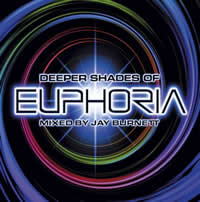 DEEPER SHADES OF
EUPHORIA
MIXED BY JAY BURNETT